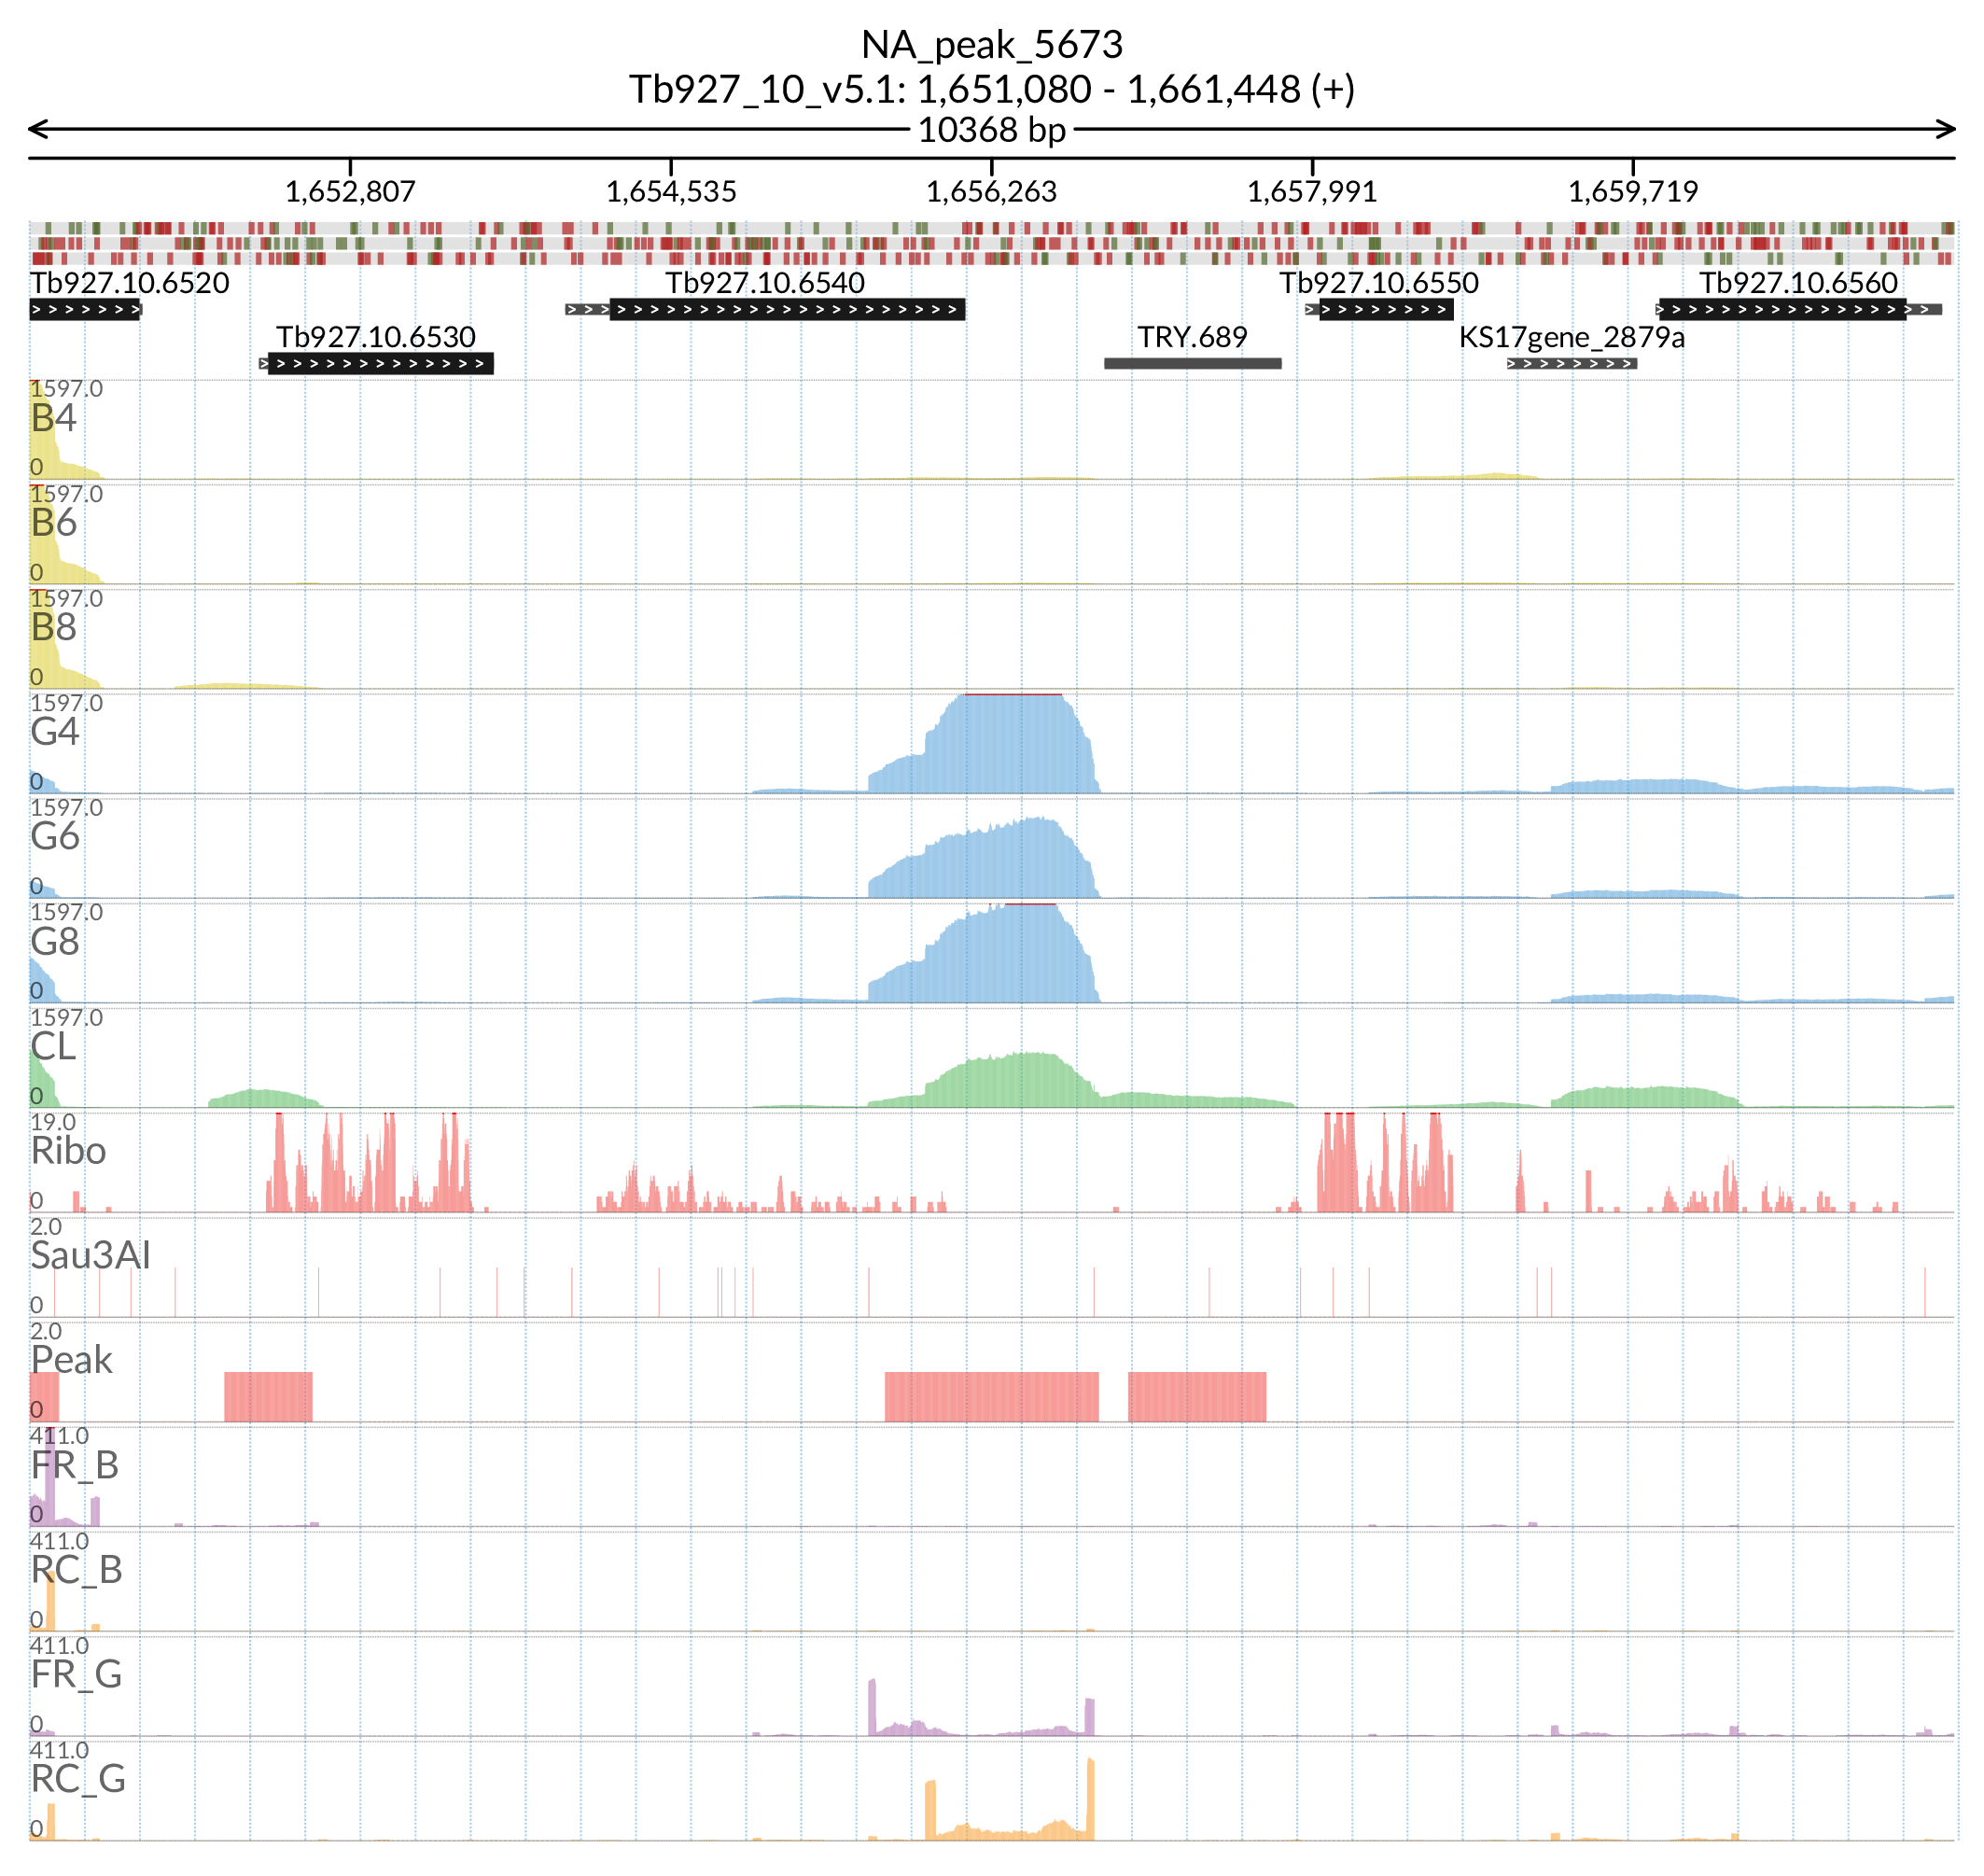 NA_peak_5673
Tb927_10_v5.1: 1,651,080 - 1,661,448 (+)
10368 bp
1,652,807 1,654,535 1,656,263 1,657,991 1,659,719
Tb927.10.6520 Tb927.10.6540 Tb927.10.6550 Tb927.10.6560
Tb927.10.6530 TRY.689 KS17gene_2879a
1597.0
B4
0
1597.0
B6
0
1597.0
B8
0
1597.0
G4
0
1597.0
G6
0
1597.0
G8
0
1597.0
CL
0
19.0
Ribo
0
2.0
Sau3AI
0
2.0
Peak
0
411.0
FR_B
0
411.0
RC_B
0
411.0
FR_G
0
411.0
RC_G
0